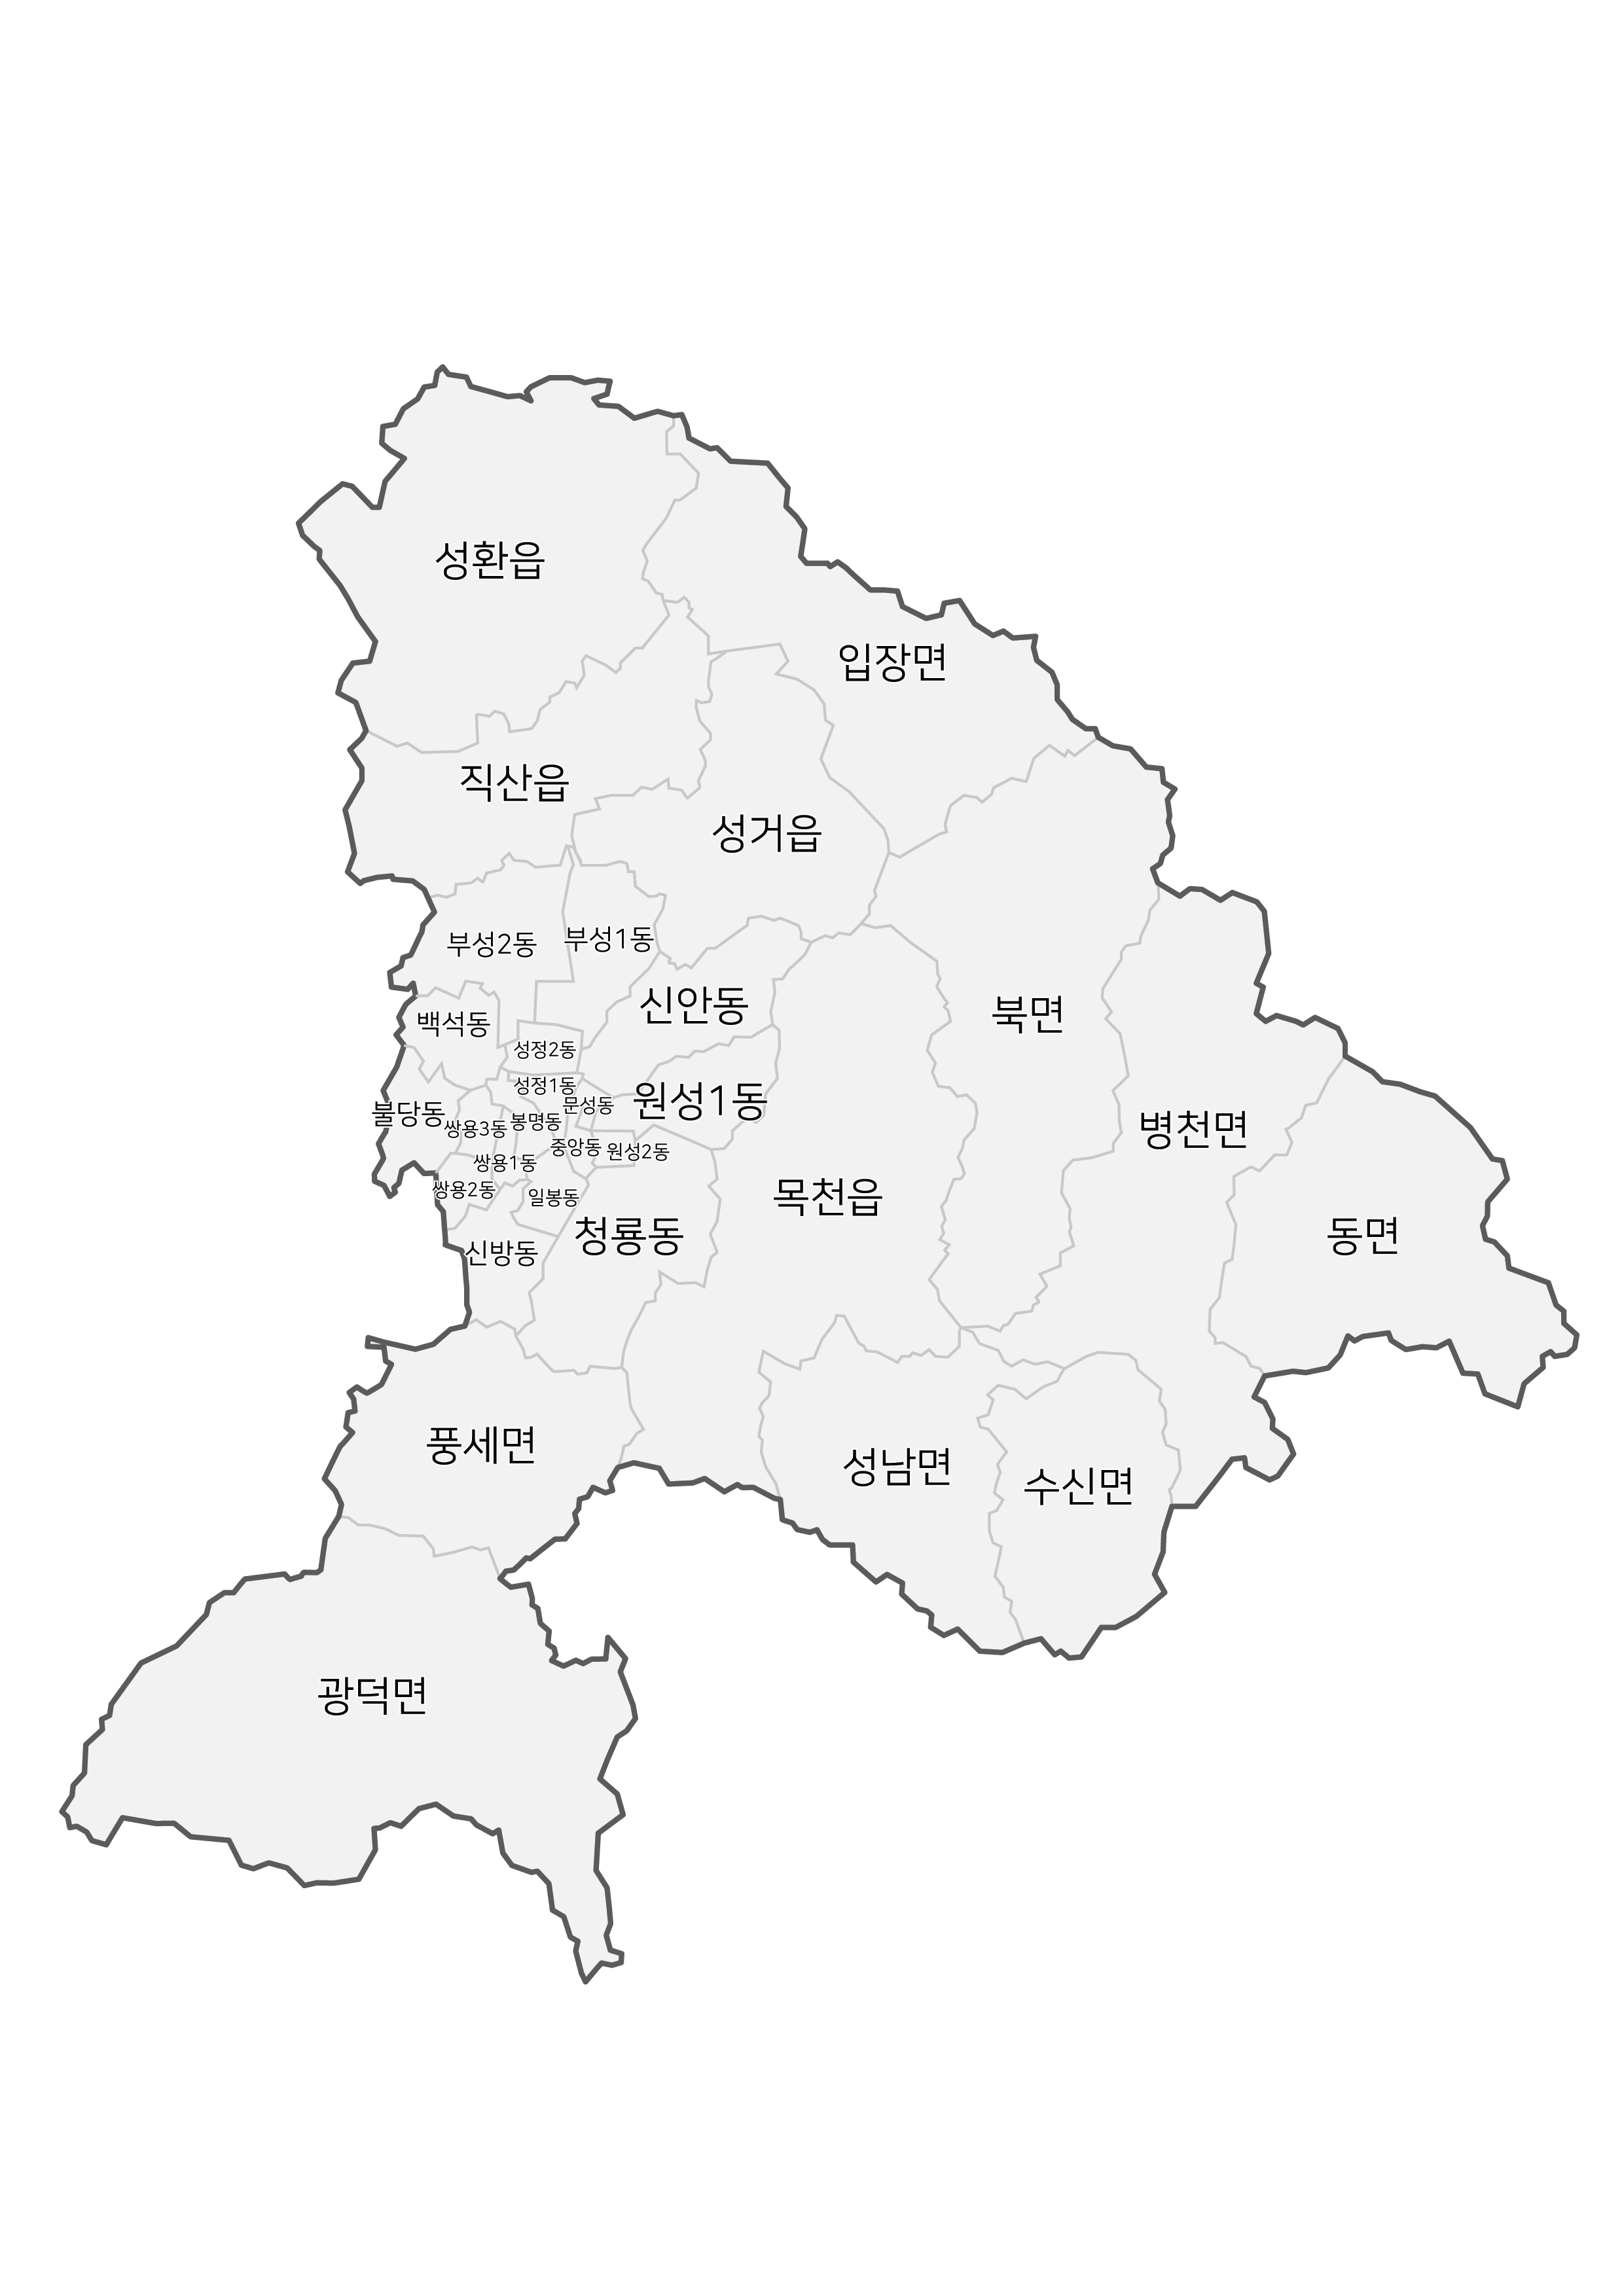 성환읍
입장면
직산읍
성거읍
부성2동
부성1동
신안동
북면
백석동
성정2동
성정1동
문성동
원성1동
불당동
쌍용3동
봉명동
병천면
중앙동
원성2동
쌍용1동
쌍용2동
일봉동
목천읍
청룡동
동면
신방동
풍세면
성남면
수신면
광덕면